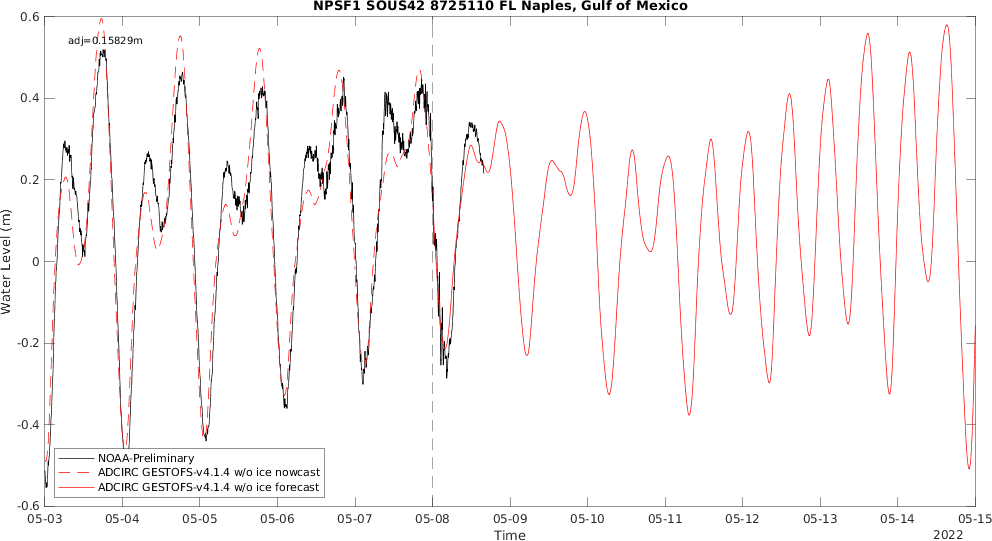 NPSF1 SOUS42 8725110 FL Naples, Gulf of Mexico
adj=0.15829m
0.6
0.4
0.2
0
-0.2
-0.4
-0.6
Water Level (m)
NOAA-Preliminary
ADCIRC GESTOFS-v4.1.4 w/o ice nowcast
ADCIRC GESTOFS-v4.1.4 w/o ice forecast
05-03 05-04 05-05 05-06 05-07 05-08 05-09 05-10 05-11 05-12 05-13 05-14 05-15
Time
2022